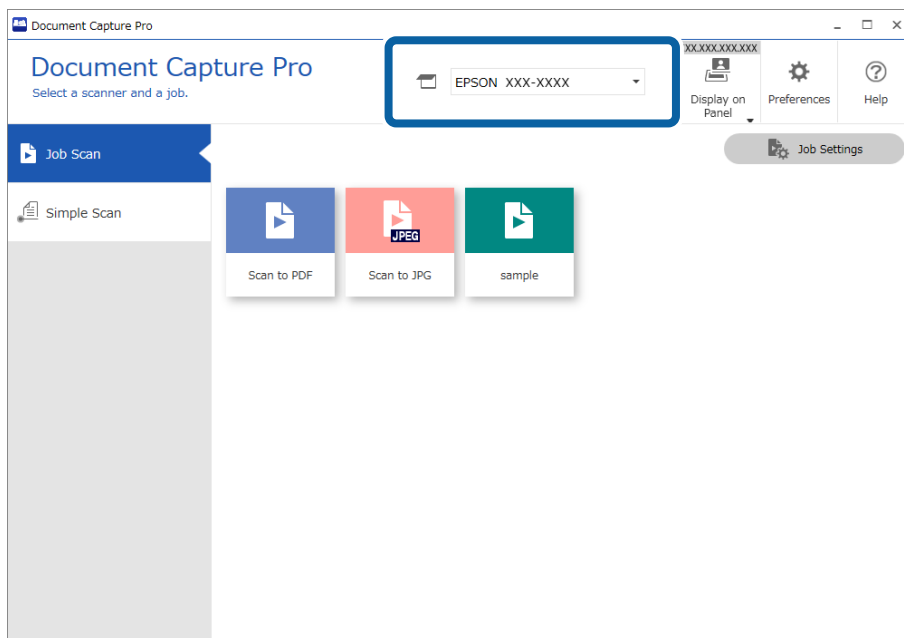 Document Capture Pro
Document Capture Pro
Select a scanner and a job.
EPSON XXX-XXXX
XX.XXX.XXX.XXX
Display on
Panel
Preferences
Help
Job Scan
Job Settings
Simple Scan
JPEG
Scan to PDF
Scan to JPG
sample